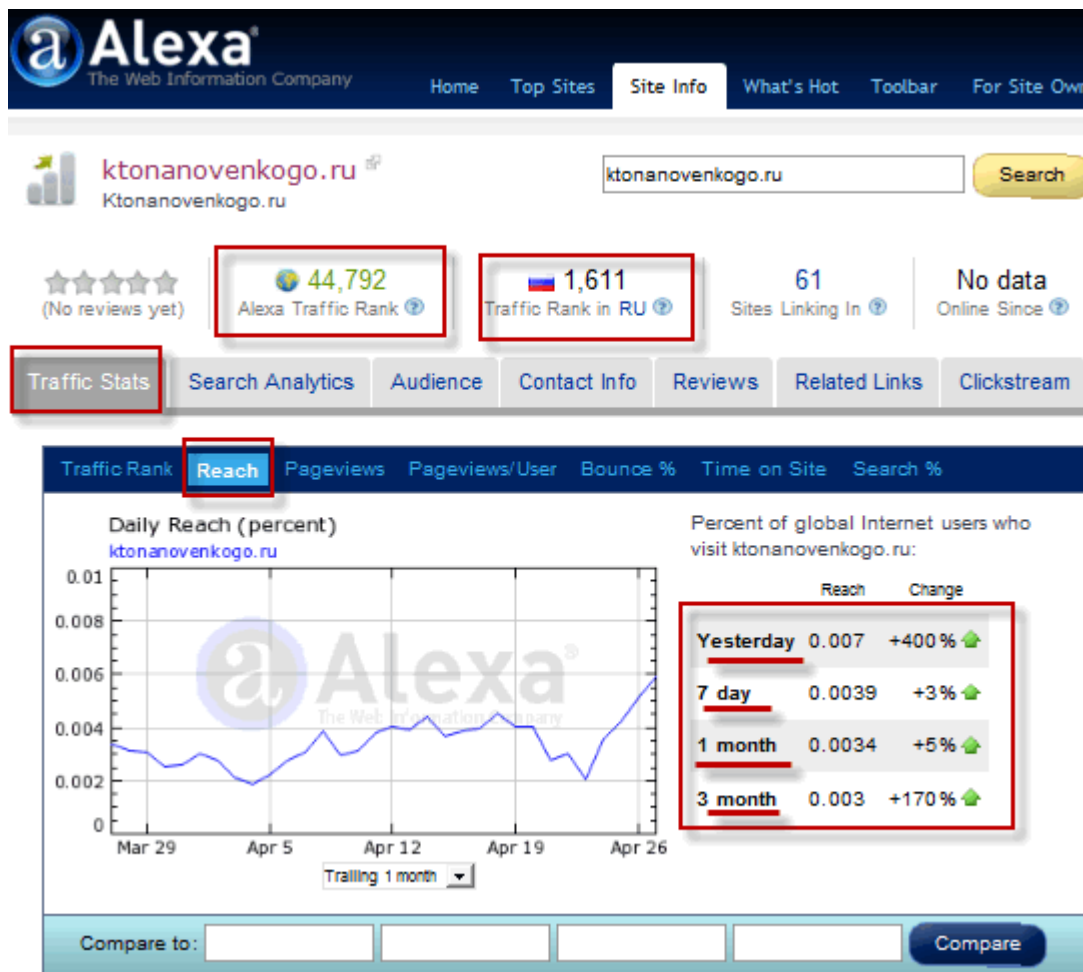 Alexa®
The Web Information Company
Home Top Sites Site Info What's Hot Toolbar For Site Own
ktonanovenkogo.ru
Ktonanovenkogo.ru
ktonanovenkogo.ru Search
44,792 1,611 61 No data
(No reviews yet) Alexa Traffic Rank ? Traffic Rank in RU ? Sites Linking In ? Online Since ?
Traffic Stats Search Analytics Audience Contact Info Reviews Related Links Clickstream
Traffic Rank Reach Pageviews Pageviews/User Bounce % Time on Site Search %
Daily Reach (percent)
ktonanovenkogo.ru
0.01
0.008
0.006
0.004
0.002
0
Alexa®
The Web Information Company
Mar 29 Apr 5 Apr 12 Apr 19 Apr 26
Trailing 1 month
Percent of global Internet users who
visit ktonanovenkogo.ru:
Reach Change
Yesterday 0.007 +400%
7 day 0.0039 +3%
1 month 0.0034 +5%
3 month 0.003 +170%
Compare to: Compare